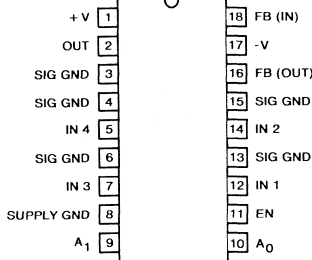 + V 1 18 FB (IN)
OUT 2 17 -V
SIG GND 3 16 FB (OUT)
SIG GND 4 15 SIG GND
IN 4 5 14 IN 2
SIG GND 6 13 SIG GND
IN 3 7 12 IN 1
SUPPLY GND 8 11 EN
A1 9 10 A0